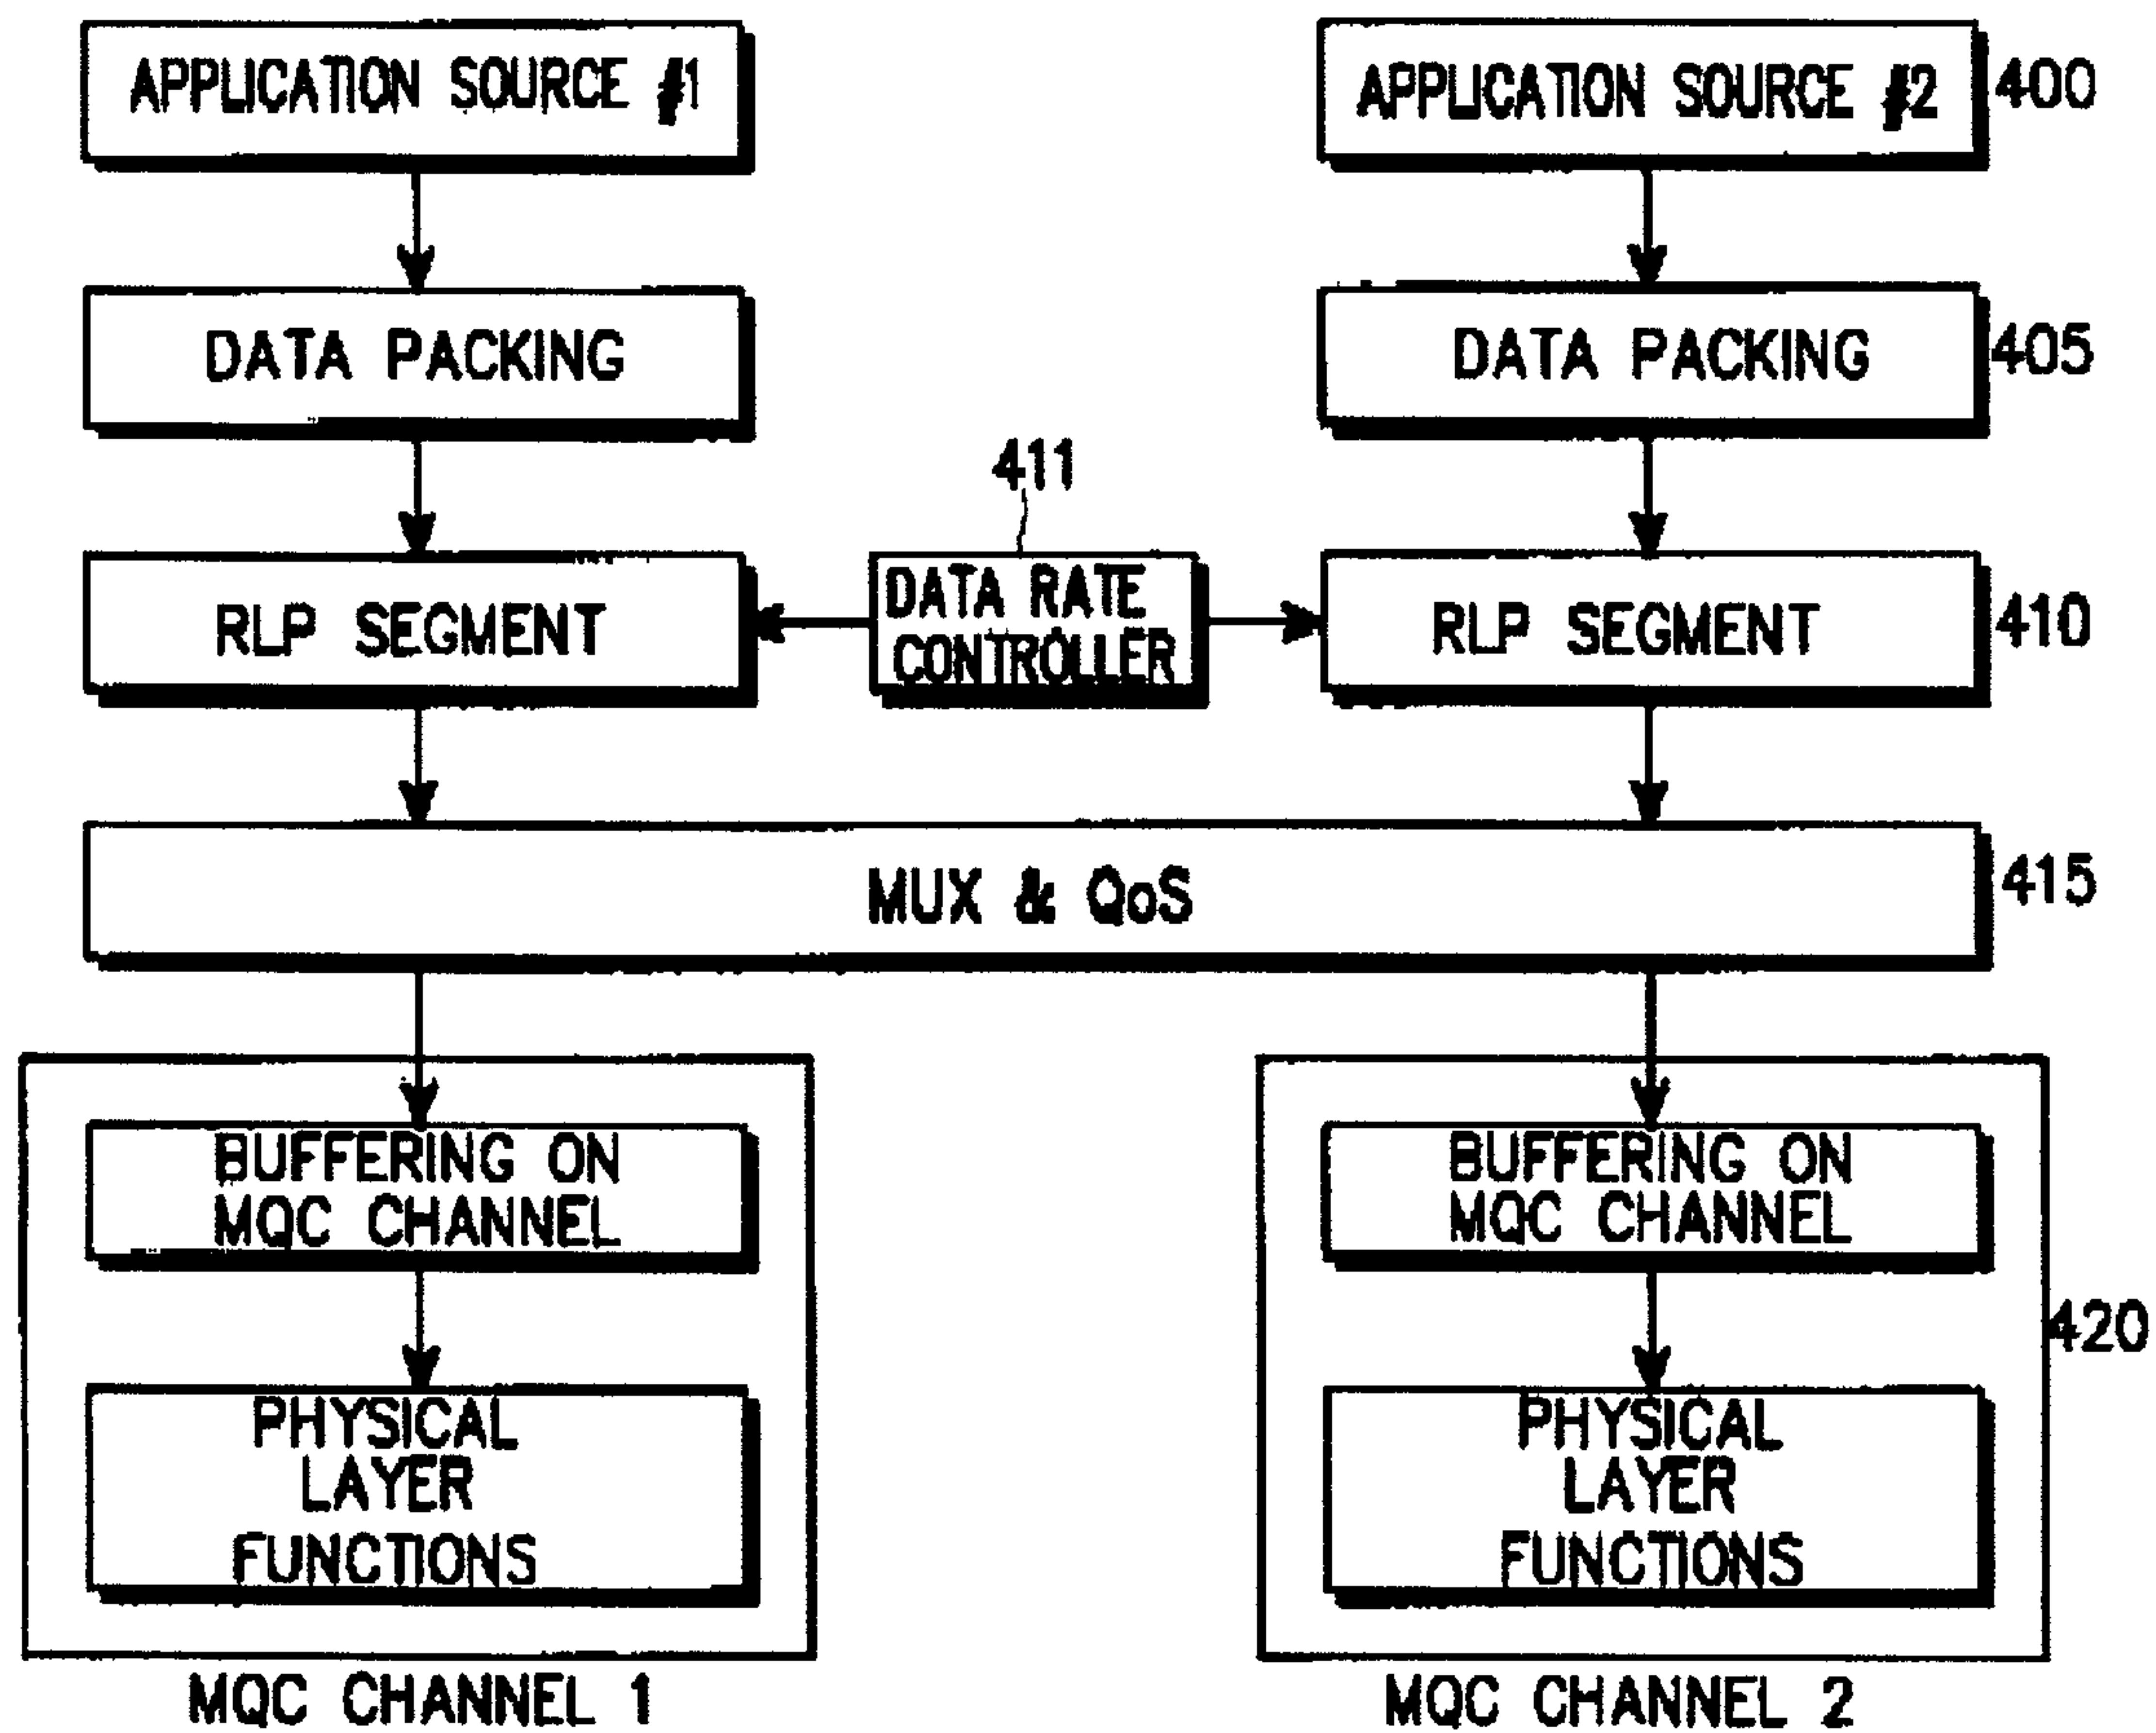 APPLICATION SOURCE #1
APPLICATION SOURCE #2
400
DATA PACKING
DATA PACKING
405
411
RLP SEGMENT
DATA RATE
CONTROLLER
RLP SEGMENT
410
MUX & QoS
415
BUFFERING ON
MQC CHANNEL
BUFFERING ON
MQC CHANNEL
420
PHYSICAL
LAYER
FUNCTIONS
PHYSICAL
LAYER
FUNCTIONS
MQC CHANNEL 1
MQC CHANNEL 2